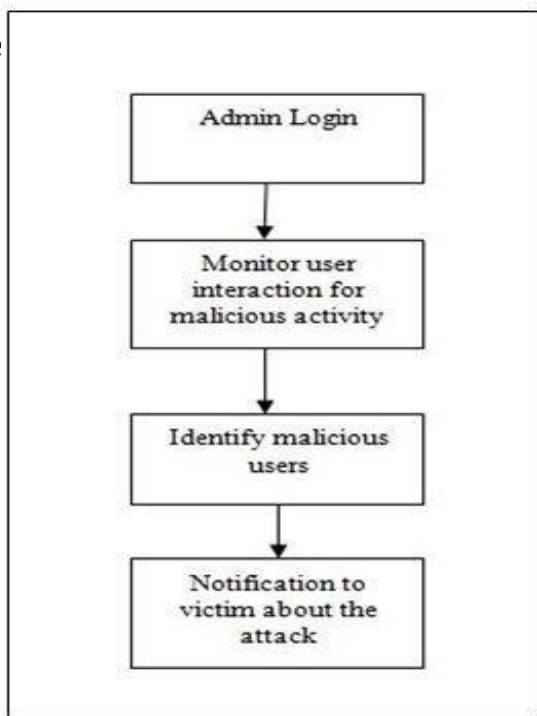 Admin Login
Monitor user
interaction for
malicious activity
Identify malicious
users
Notification to
victim about the
attack